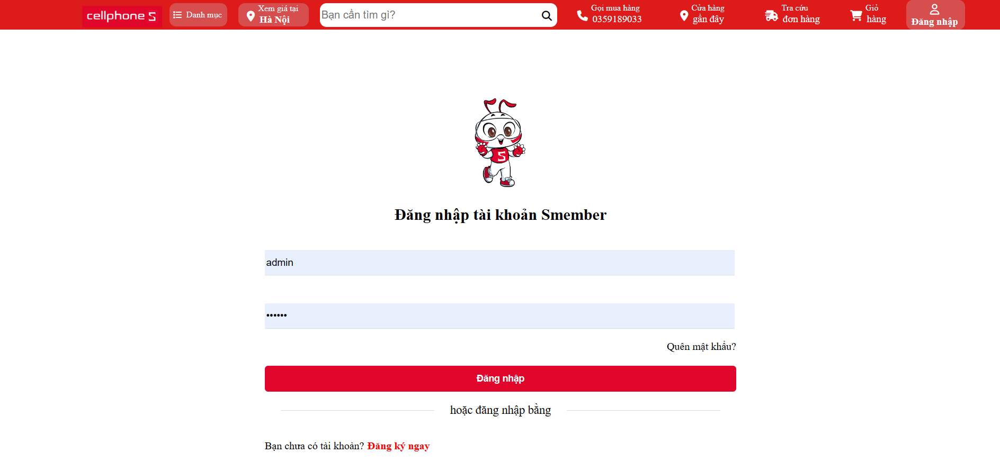 cellphone S
Danh mục
Xem giá tại
Hà Nội
Bạn cần tìm gì?
Gọi mua hàng
0359189033
Cửa hàng
gần đây
Tra cứu
đơn hàng
Giỏ
hàng
Đăng nhập
S
Đăng nhập tài khoản Smember
admin
••••••
Quên mật khẩu?
Đăng nhập
hoặc đăng nhập bằng
Bạn chưa có tài khoản? Đăng ký ngay